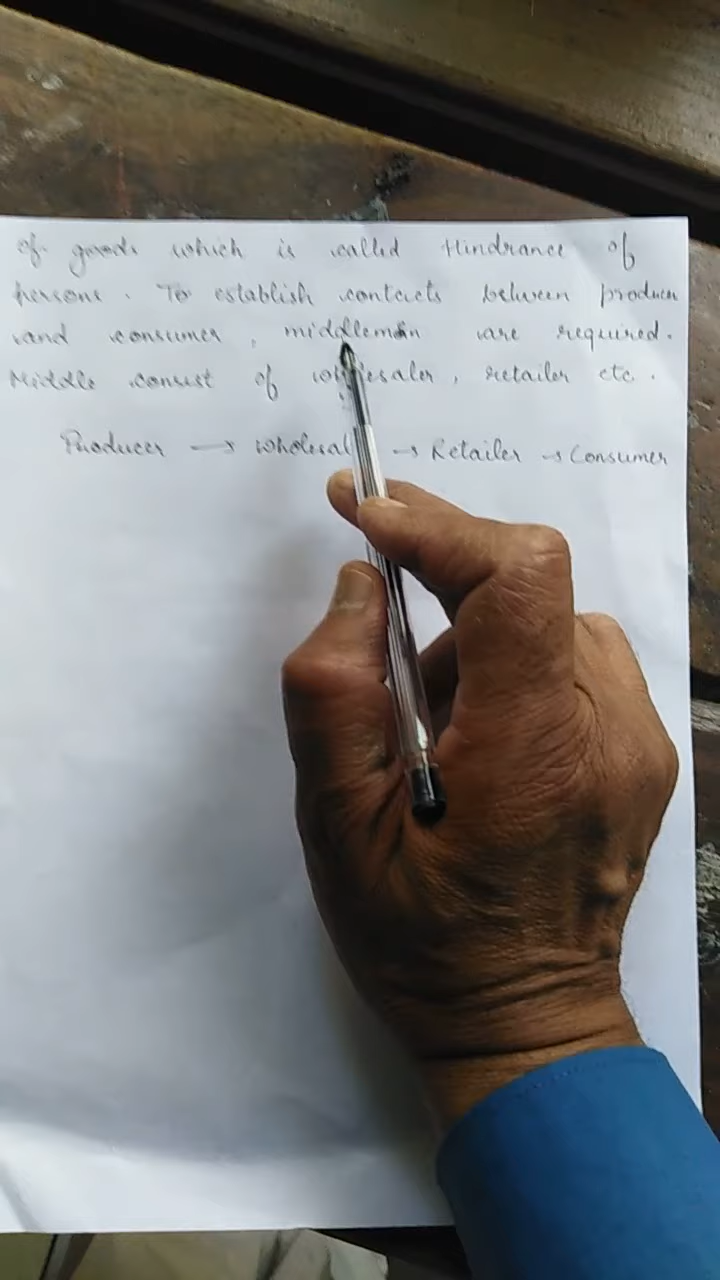 of goods which is called Hindrance of
persons. To establish contacts between producer
and consumer, middleman are required.
Middle consist of wholesaler, retailer etc.
Producer → Wholesal → Retailer → Consumer